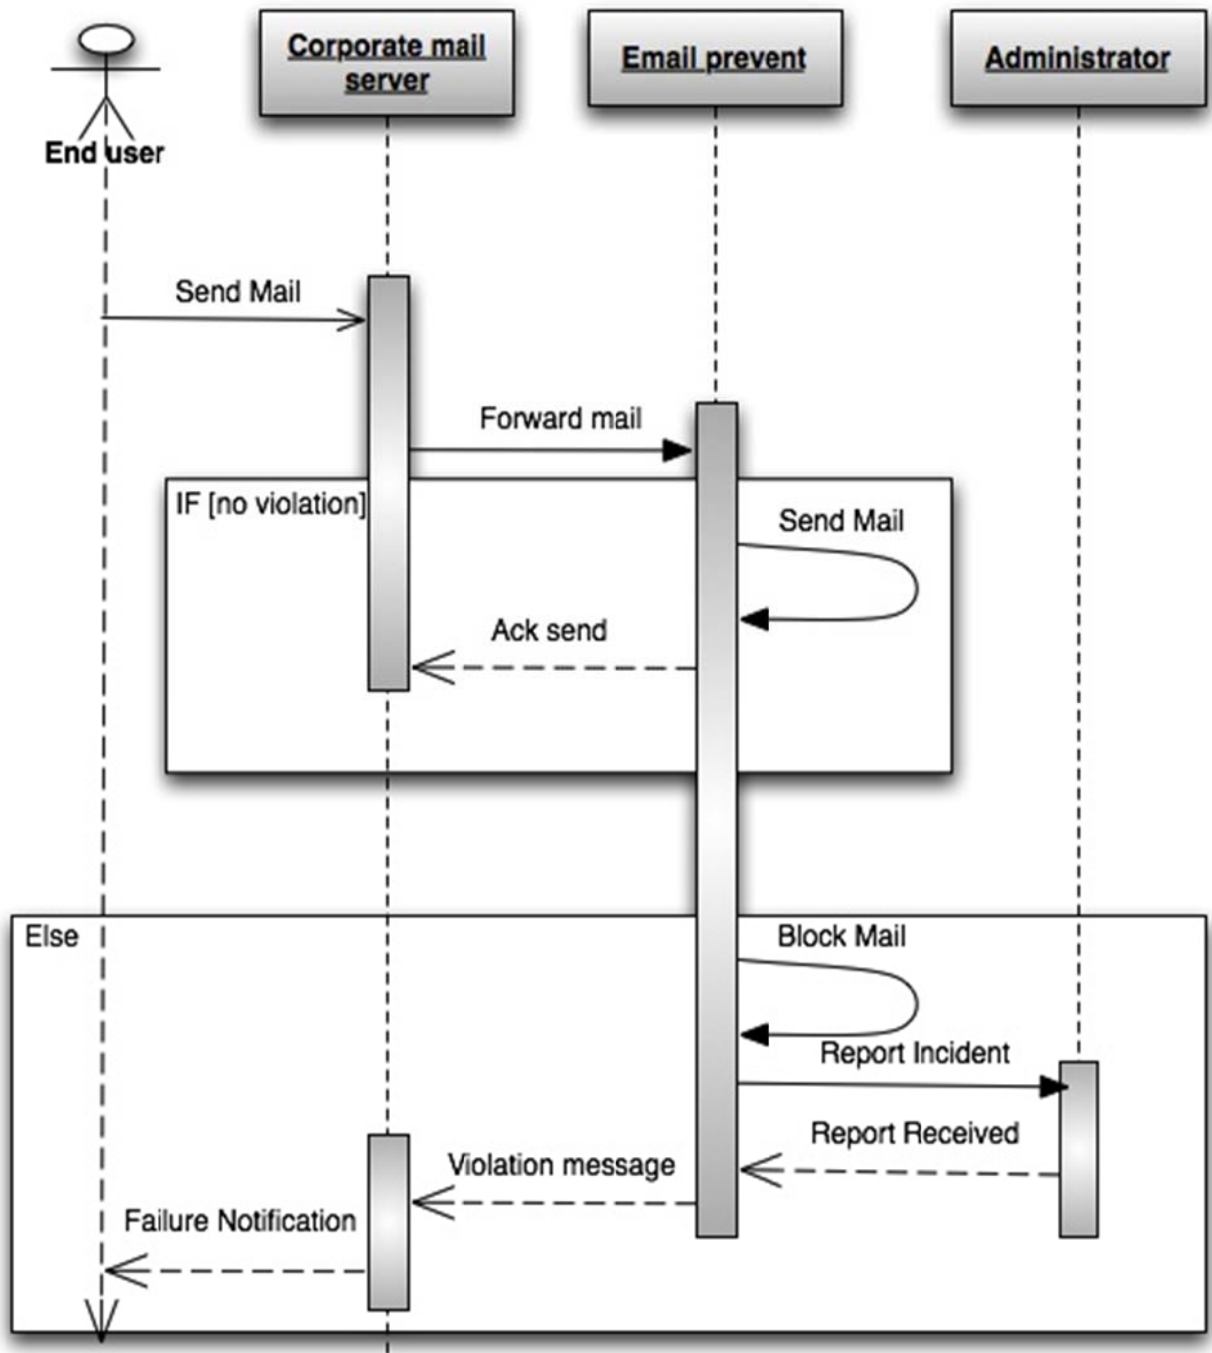 Corporate mail
server
Email prevent
Administrator
End user
Send Mail
Forward mail
IF [no violation]
Send Mail
Ack send
Else
Block Mail
Report Incident
Report Received
Violation message
Failure Notification